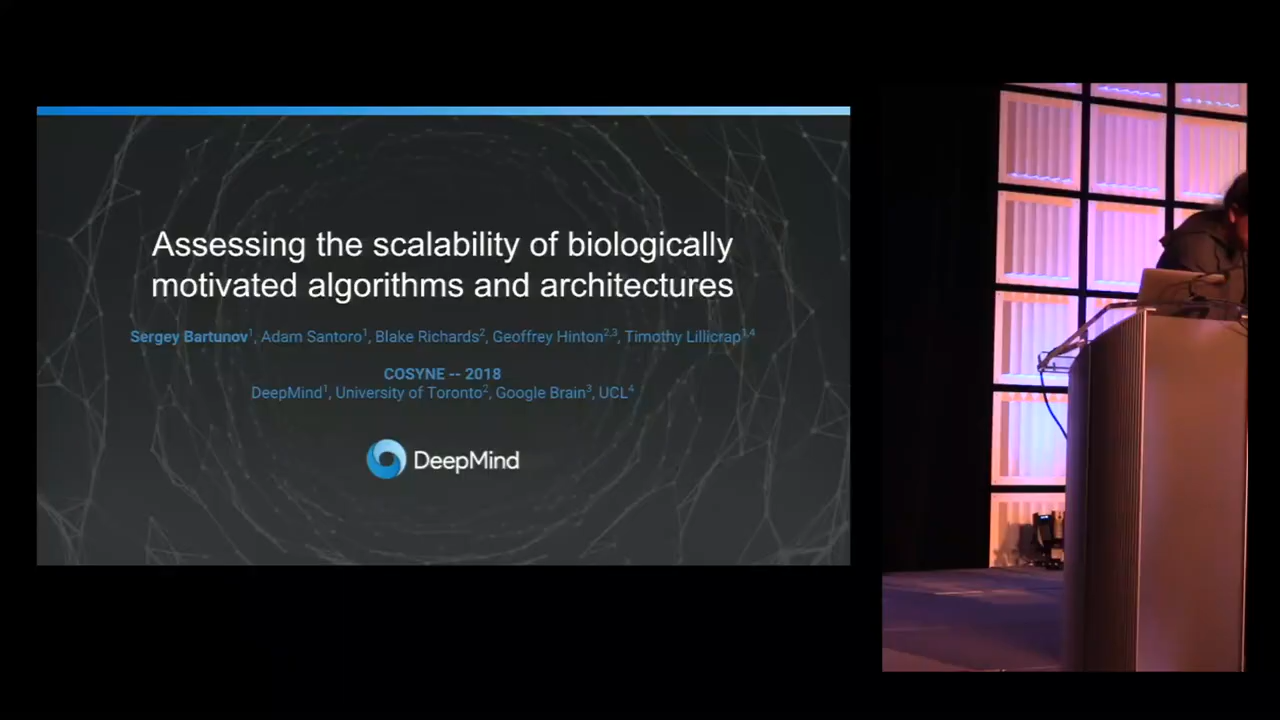 Assessing the scalability of biologically
motivated algorithms and architectures
Sergey Bartunov¹, Adam Santoro¹, Blake Richards², Geoffrey Hinton²,³, Timothy Lillicrap¹,⁴
COSYNE -- 2018
DeepMind¹, University of Toronto², Google Brain³, UCL⁴
DeepMind